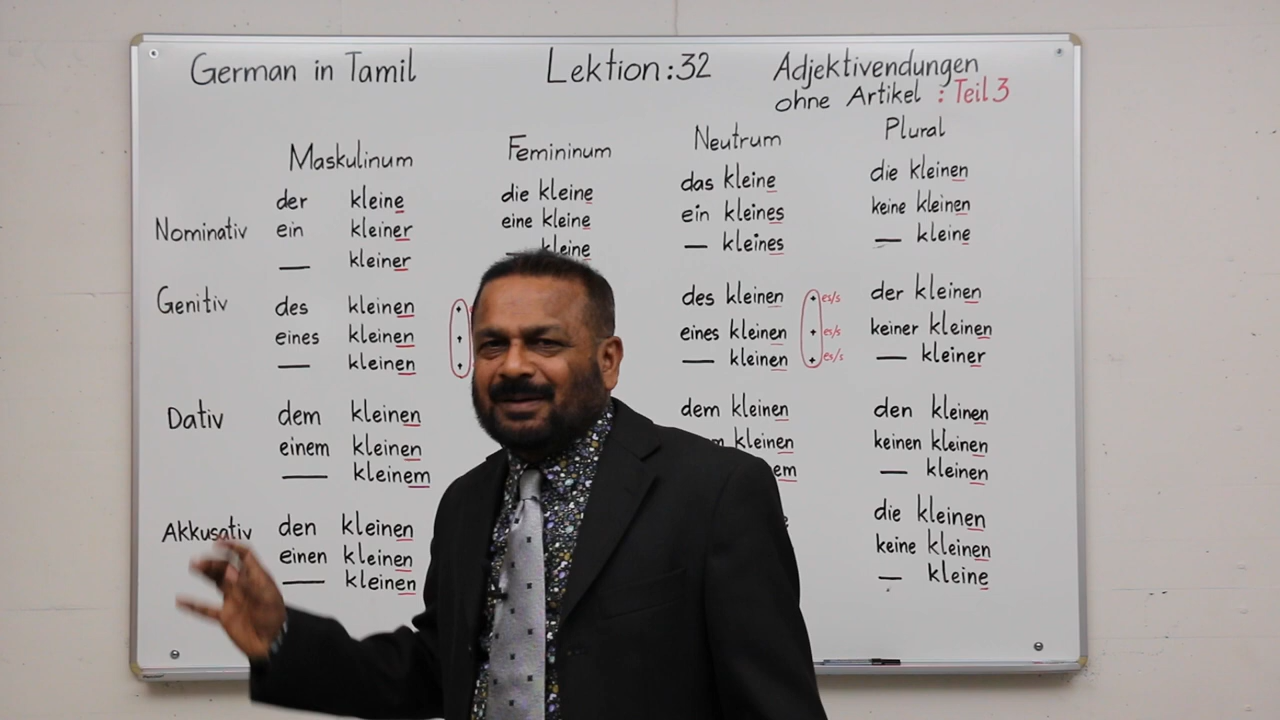 German in Tamil
Lektion:32
Adjektivendungen
ohne Artikel : Teil 3
Maskulinum
Femininum
Neutrum
Plural
Nominativ
der kleine
ein kleiner
— kleiner
die kleine
eine kleine
kleine
das kleine
ein kleines
— kleines
die kleinen
keine kleinen
— kleine
Genitiv
des kleinen +
eines kleinen +
— kleinen +
des kleinen + es/s
eines kleinen + es/s
— kleinen + es/s
der kleinen
keiner kleinen
— kleiner
Dativ
dem kleinen
einem kleinen
— kleinem
dem kleinen
kleinen
den kleinen
keinen kleinen
— kleinen
Akkusativ
den kleinen
einen kleinen
— kleinen
die kleinen
keine kleinen
— kleine